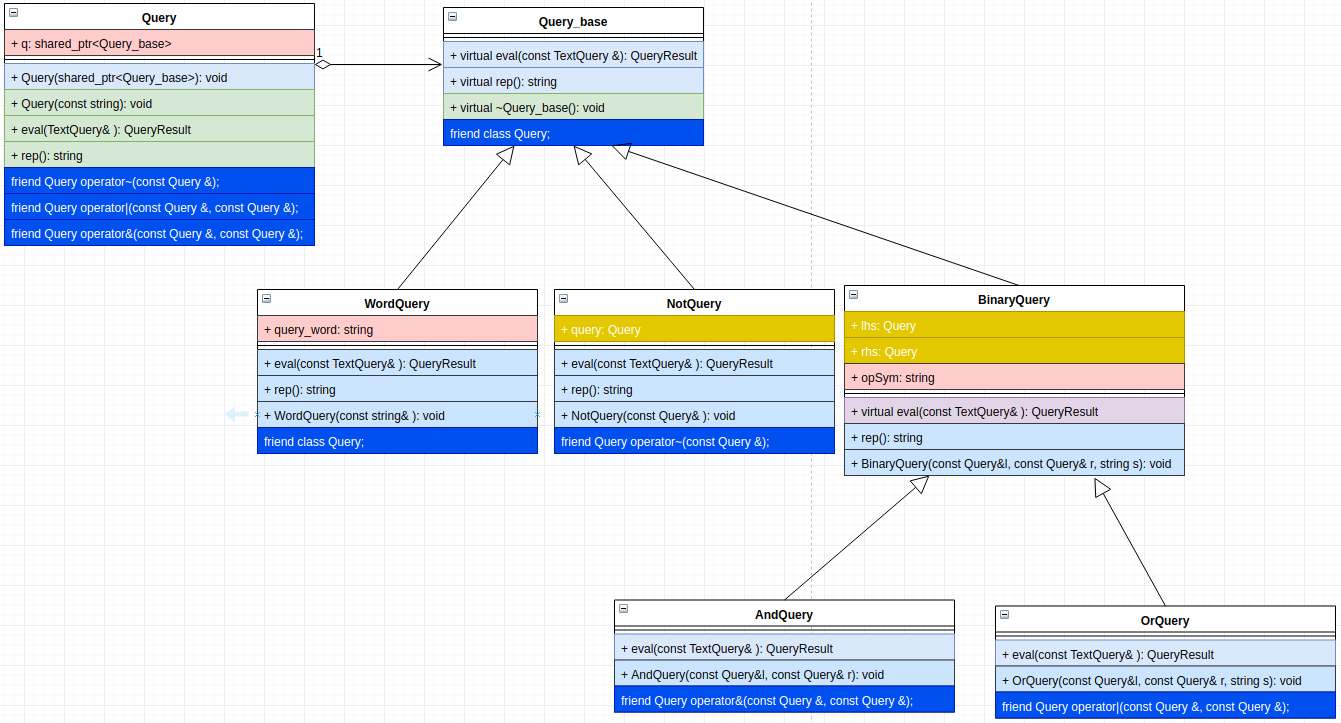 Query
+ q: shared_ptr<Query_base>
+ Query(shared_ptr<Query_base>): void
+ Query(const string): void
+ eval(TextQuery& ): QueryResult
+ rep(): string
friend Query operator~(const Query &);
friend Query operator|(const Query &, const Query &);
friend Query operator&(const Query &, const Query &);
1
Query_base
+ virtual eval(const TextQuery &): QueryResult
+ virtual rep(): string
+ virtual ~Query_base(): void
friend class Query;
WordQuery
+ query_word: string
+ eval(const TextQuery& ): QueryResult
+ rep(): string
+ WordQuery(const string& ): void
friend class Query;
NotQuery
+ query: Query
+ eval(const TextQuery& ): QueryResult
+ rep(): string
+ NotQuery(const Query& ): void
friend Query operator~(const Query &);
BinaryQuery
+ lhs: Query
+ rhs: Query
+ opSym: string
+ virtual eval(const TextQuery& ): QueryResult
+ rep(): string
+ BinaryQuery(const Query&l, const Query& r, string s): void
AndQuery
+ eval(const TextQuery& ): QueryResult
+ AndQuery(const Query&l, const Query& r): void
friend Query operator&(const Query &, const Query &);
OrQuery
+ eval(const TextQuery& ): QueryResult
+ OrQuery(const Query&l, const Query& r, string s): void
friend Query operator|(const Query &, const Query &);